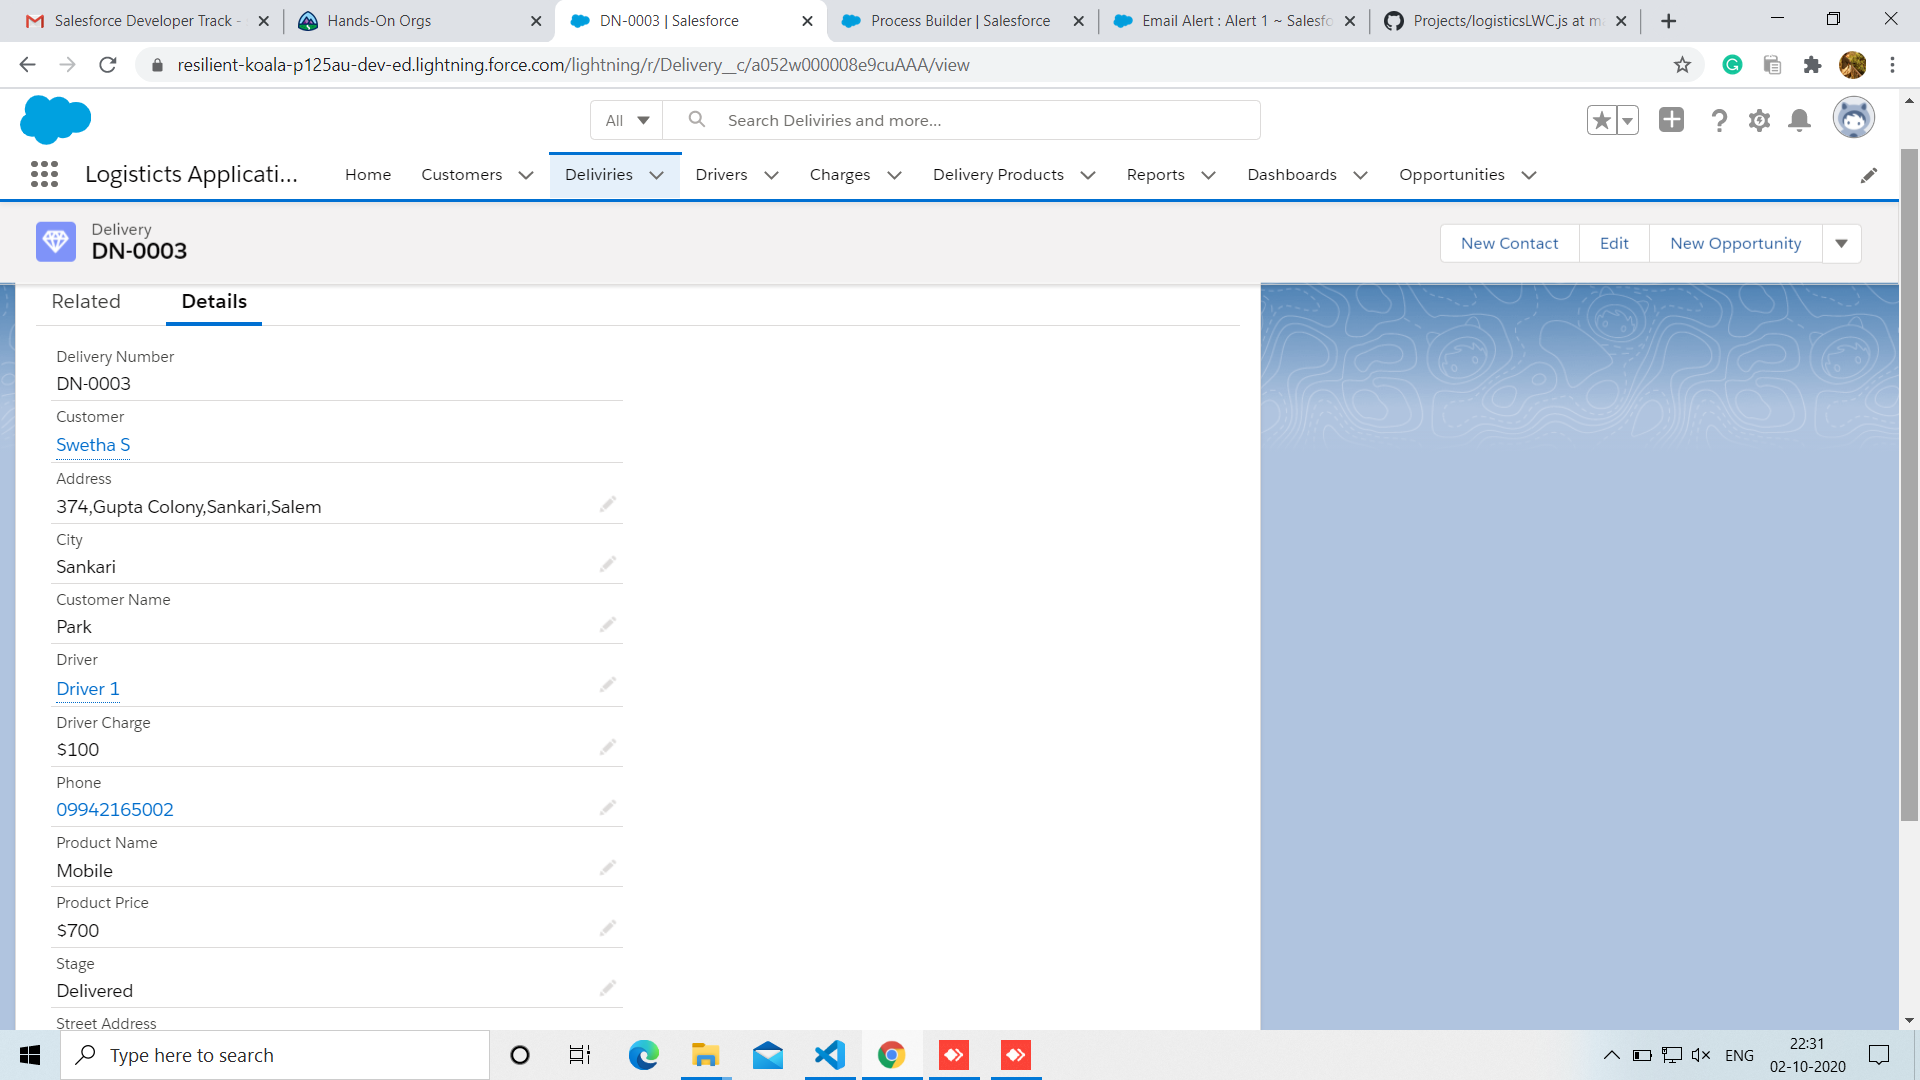 Salesforce Developer Track -
Hands-On Orgs
DN-0003 | Salesforce
Process Builder | Salesforce
Email Alert : Alert 1 ~ Salesfo
Projects/logisticsLWC.js at m
resilient-koala-p125au-dev-ed.lightning.force.com/lightning/r/Delivery__c/a052w000008e9cuAAA/view
All
Search Deliviries and more...
Logisticts Applicati...
Home
Customers
Deliviries
Drivers
Charges
Delivery Products
Reports
Dashboards
Opportunities
Delivery
DN-0003
New Contact
Edit
New Opportunity
Related
Details
Delivery Number
DN-0003
Customer
Swetha S
Address
374,Gupta Colony,Sankari,Salem
City
Sankari
Customer Name
Park
Driver
Driver 1
Driver Charge
$100
Phone
09942165002
Product Name
Mobile
Product Price
$700
Stage
Delivered
Street Address
Type here to search
ENG
22:31
02-10-2020